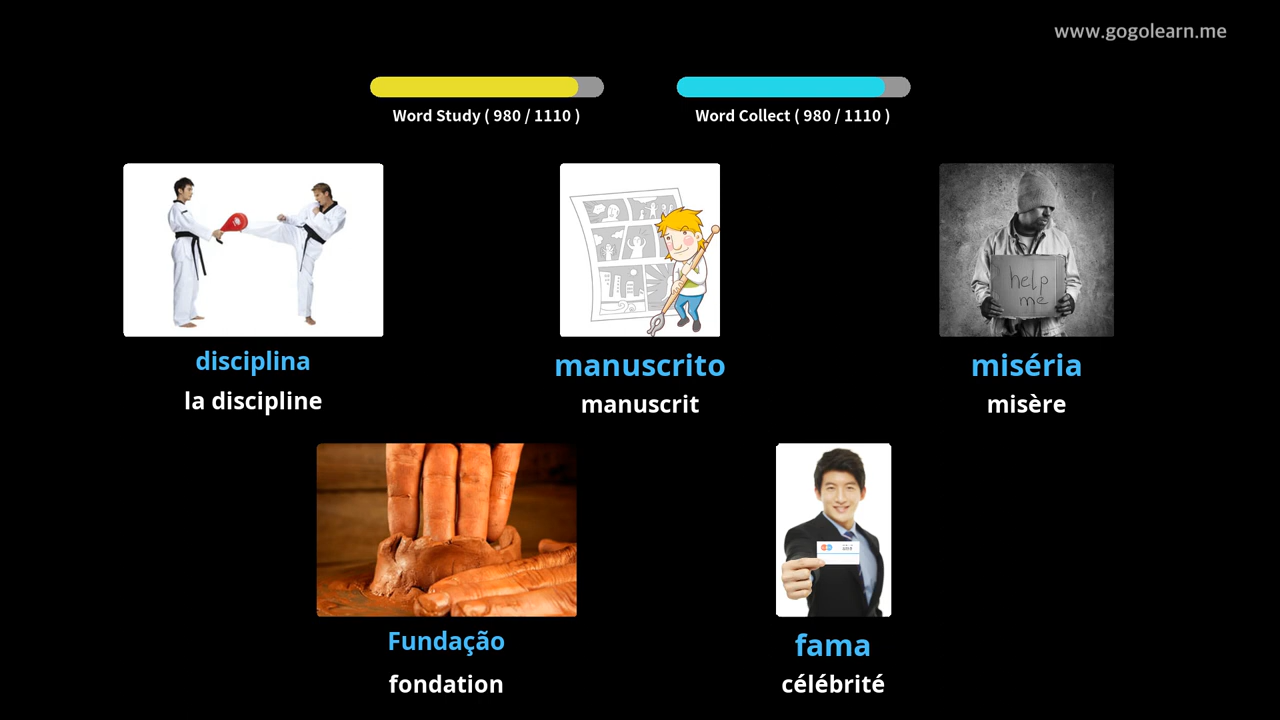 www.gogolearn.me
Word Study ( 980 / 1110 )
Word Collect ( 980 / 1110 )
help
me
disciplina
la discipline
manuscrito
manuscrit
miséria
misère
Fundação
fondation
fama
célébrité